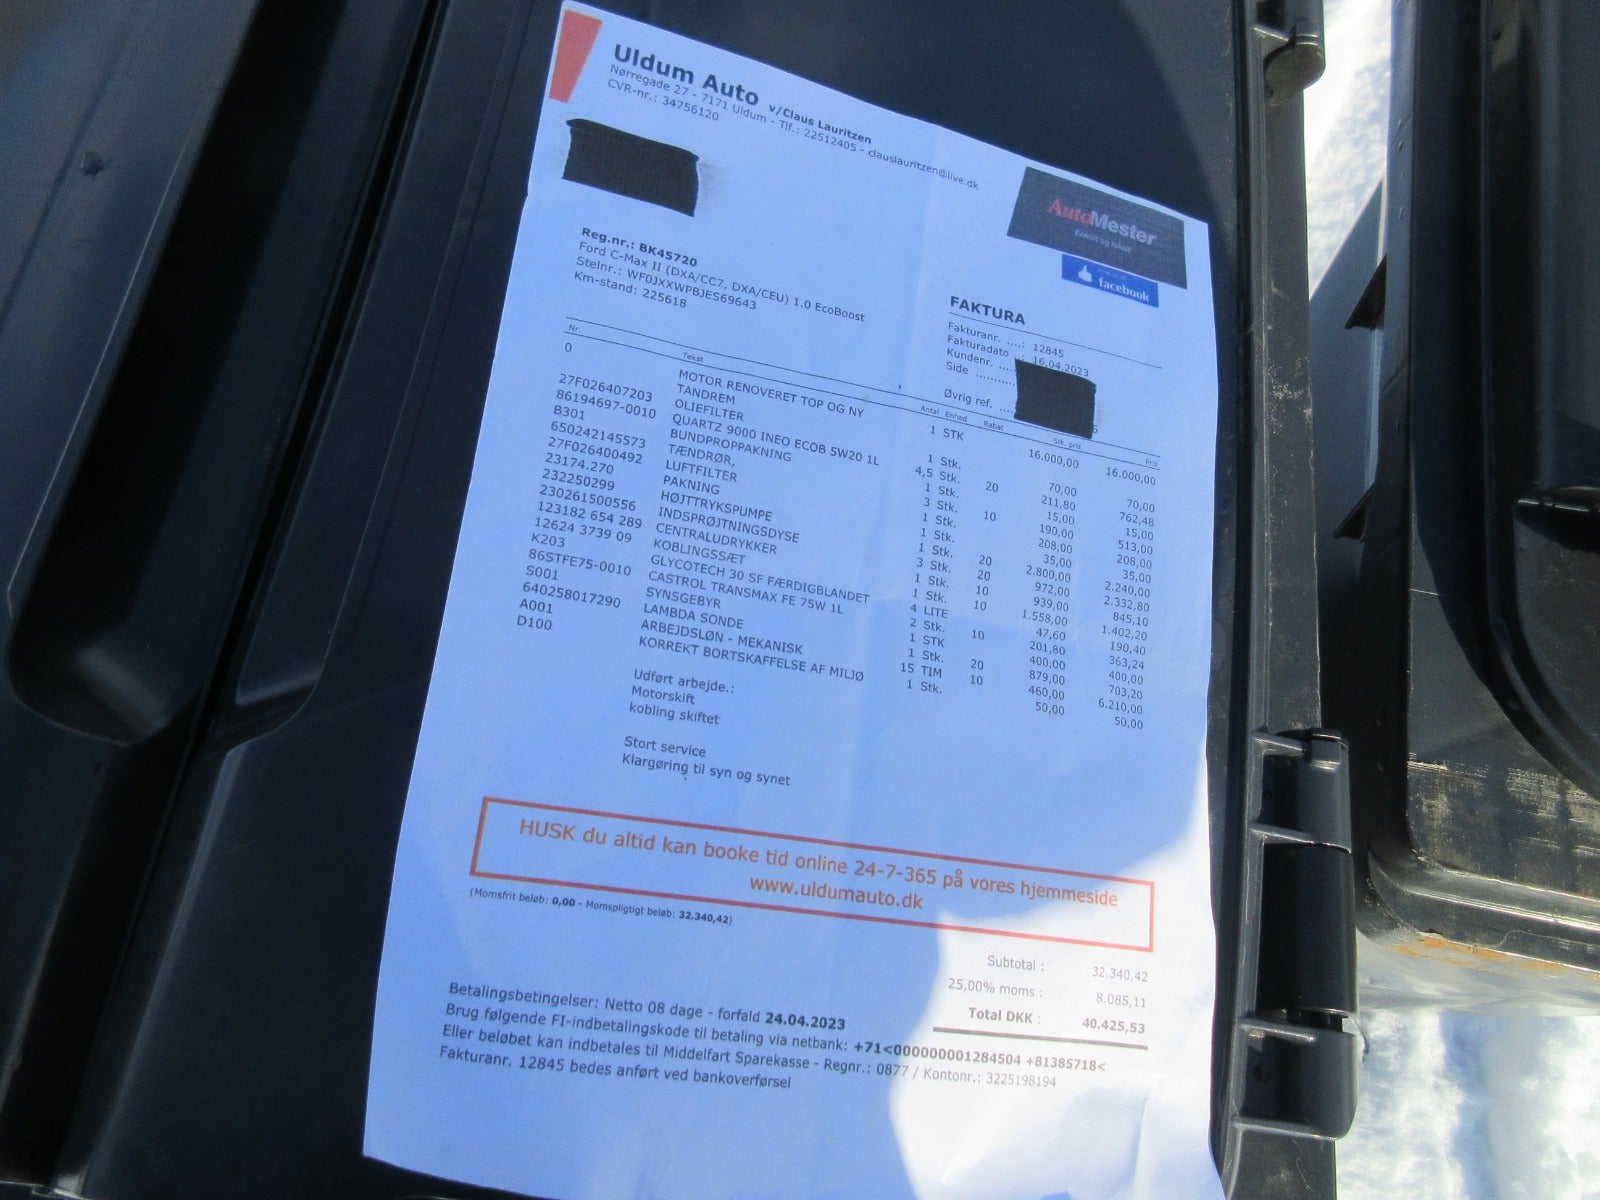 Uldum Auto v/Claus Lauritzen
Nørregade 27 - 7171 Uldum - Tlf.: 22512405 - clauslauritzen@live.dk
CVR-nr.: 34756120
AutoMester
Enkelt og sikkert
facebook
Reg.nr.: BK45720
Ford C-Max II (DXA/CC7, DXA/CEU) 1.0 EcoBoost
Stelnr.: WF0JXXWPBJES69643
Km-stand: 225618
FAKTURA
Fakturanr. ....: 12845
Fakturadato ..: 16.04.2023
Kundenr. ....
Side ..........
Øvrig ref. ....
Nr. Tekst Antal Enhed Rabat Stk. pris Pris
0 MOTOR RENOVERET TOP OG NY TANDREM 1 STK 16.000,00 16.000,00
27F026407203 OLIEFILTER 1 Stk. 70,00 70,00
86194697-0010 QUARTZ 9000 INEO ECOB 5W20 1L 4,5 Stk. 20 211,80 762,48
B301 BUNDPROPPAKNING 1 Stk. 15,00 15,00
650242145573 TÆNDRØR, 3 Stk. 10 190,00 513,00
27F026400492 LUFTFILTER 1 Stk. 208,00 208,00
23174.270 PAKNING 1 Stk. 35,00 35,00
232250299 HØJTTRYKSPUMPE 1 Stk. 20 2.800,00 2.240,00
230261500556 INDSPRØJTNINGSDYSE 3 Stk. 20 972,00 2.332,80
123182 654 289 CENTRALUDRYKKER 1 Stk. 10 939,00 845,10
12624 3739 09 KOBLINGSSÆT 1 Stk. 10 1.558,00 1.402,20
K203 GLYCOTECH 30 SF FÆRDIGBLANDET 4 LITE 47,60 190,40
86STFE75-0010 CASTROL TRANSMAX FE 75W 1L 2 Stk. 10 201,80 363,24
S001 SYNSGEBYR 1 STK 400,00 400,00
640258017290 LAMBDA SONDE 1 Stk. 20 879,00 703,20
A001 ARBEJDSLØN - MEKANISK 15 TIM 10 460,00 6.210,00
D100 KORREKT BORTSKAFFELSE AF MILJØ 1 Stk. 50,00 50,00
Udført arbejde.:
Motorskift
kobling skiftet
Stort service
Klargøring til syn og synet
HUSK du altid kan booke tid online 24-7-365 på vores hjemmeside
www.uldumauto.dk
(Momsfrit beløb: 0,00 - Momspligtigt beløb: 32.340,42)
Subtotal : 32.340,42
25,00% moms : 8.085,11
Total DKK : 40.425,53
Betalingsbetingelser: Netto 08 dage - forfald 24.04.2023
Brug følgende FI-indbetalingskode til betaling via netbank: +71<000000001284504 +81385718<
Eller beløbet kan indbetales til Middelfart Sparekasse - Regnr.: 0877 / Kontonr.: 3225198194
Fakturanr. 12845 bedes anført ved bankoverførsel